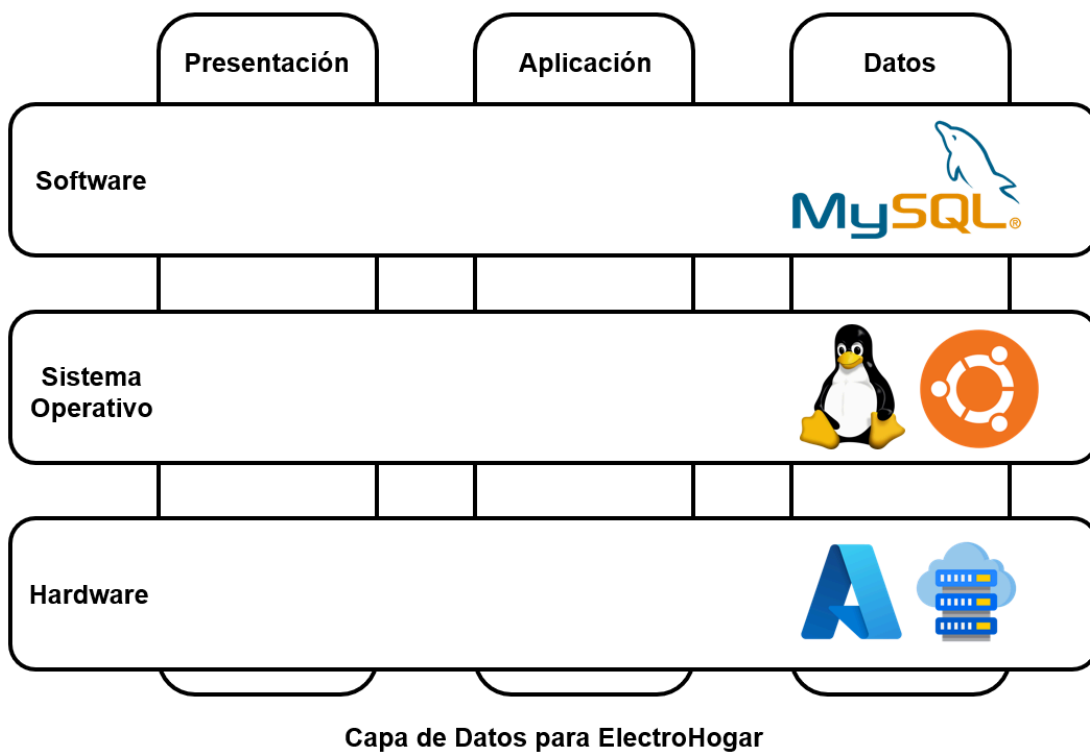 Presentación
Aplicación
Datos
Software
MySQL®
Sistema
Operativo
Hardware
Capa de Datos para ElectroHogar